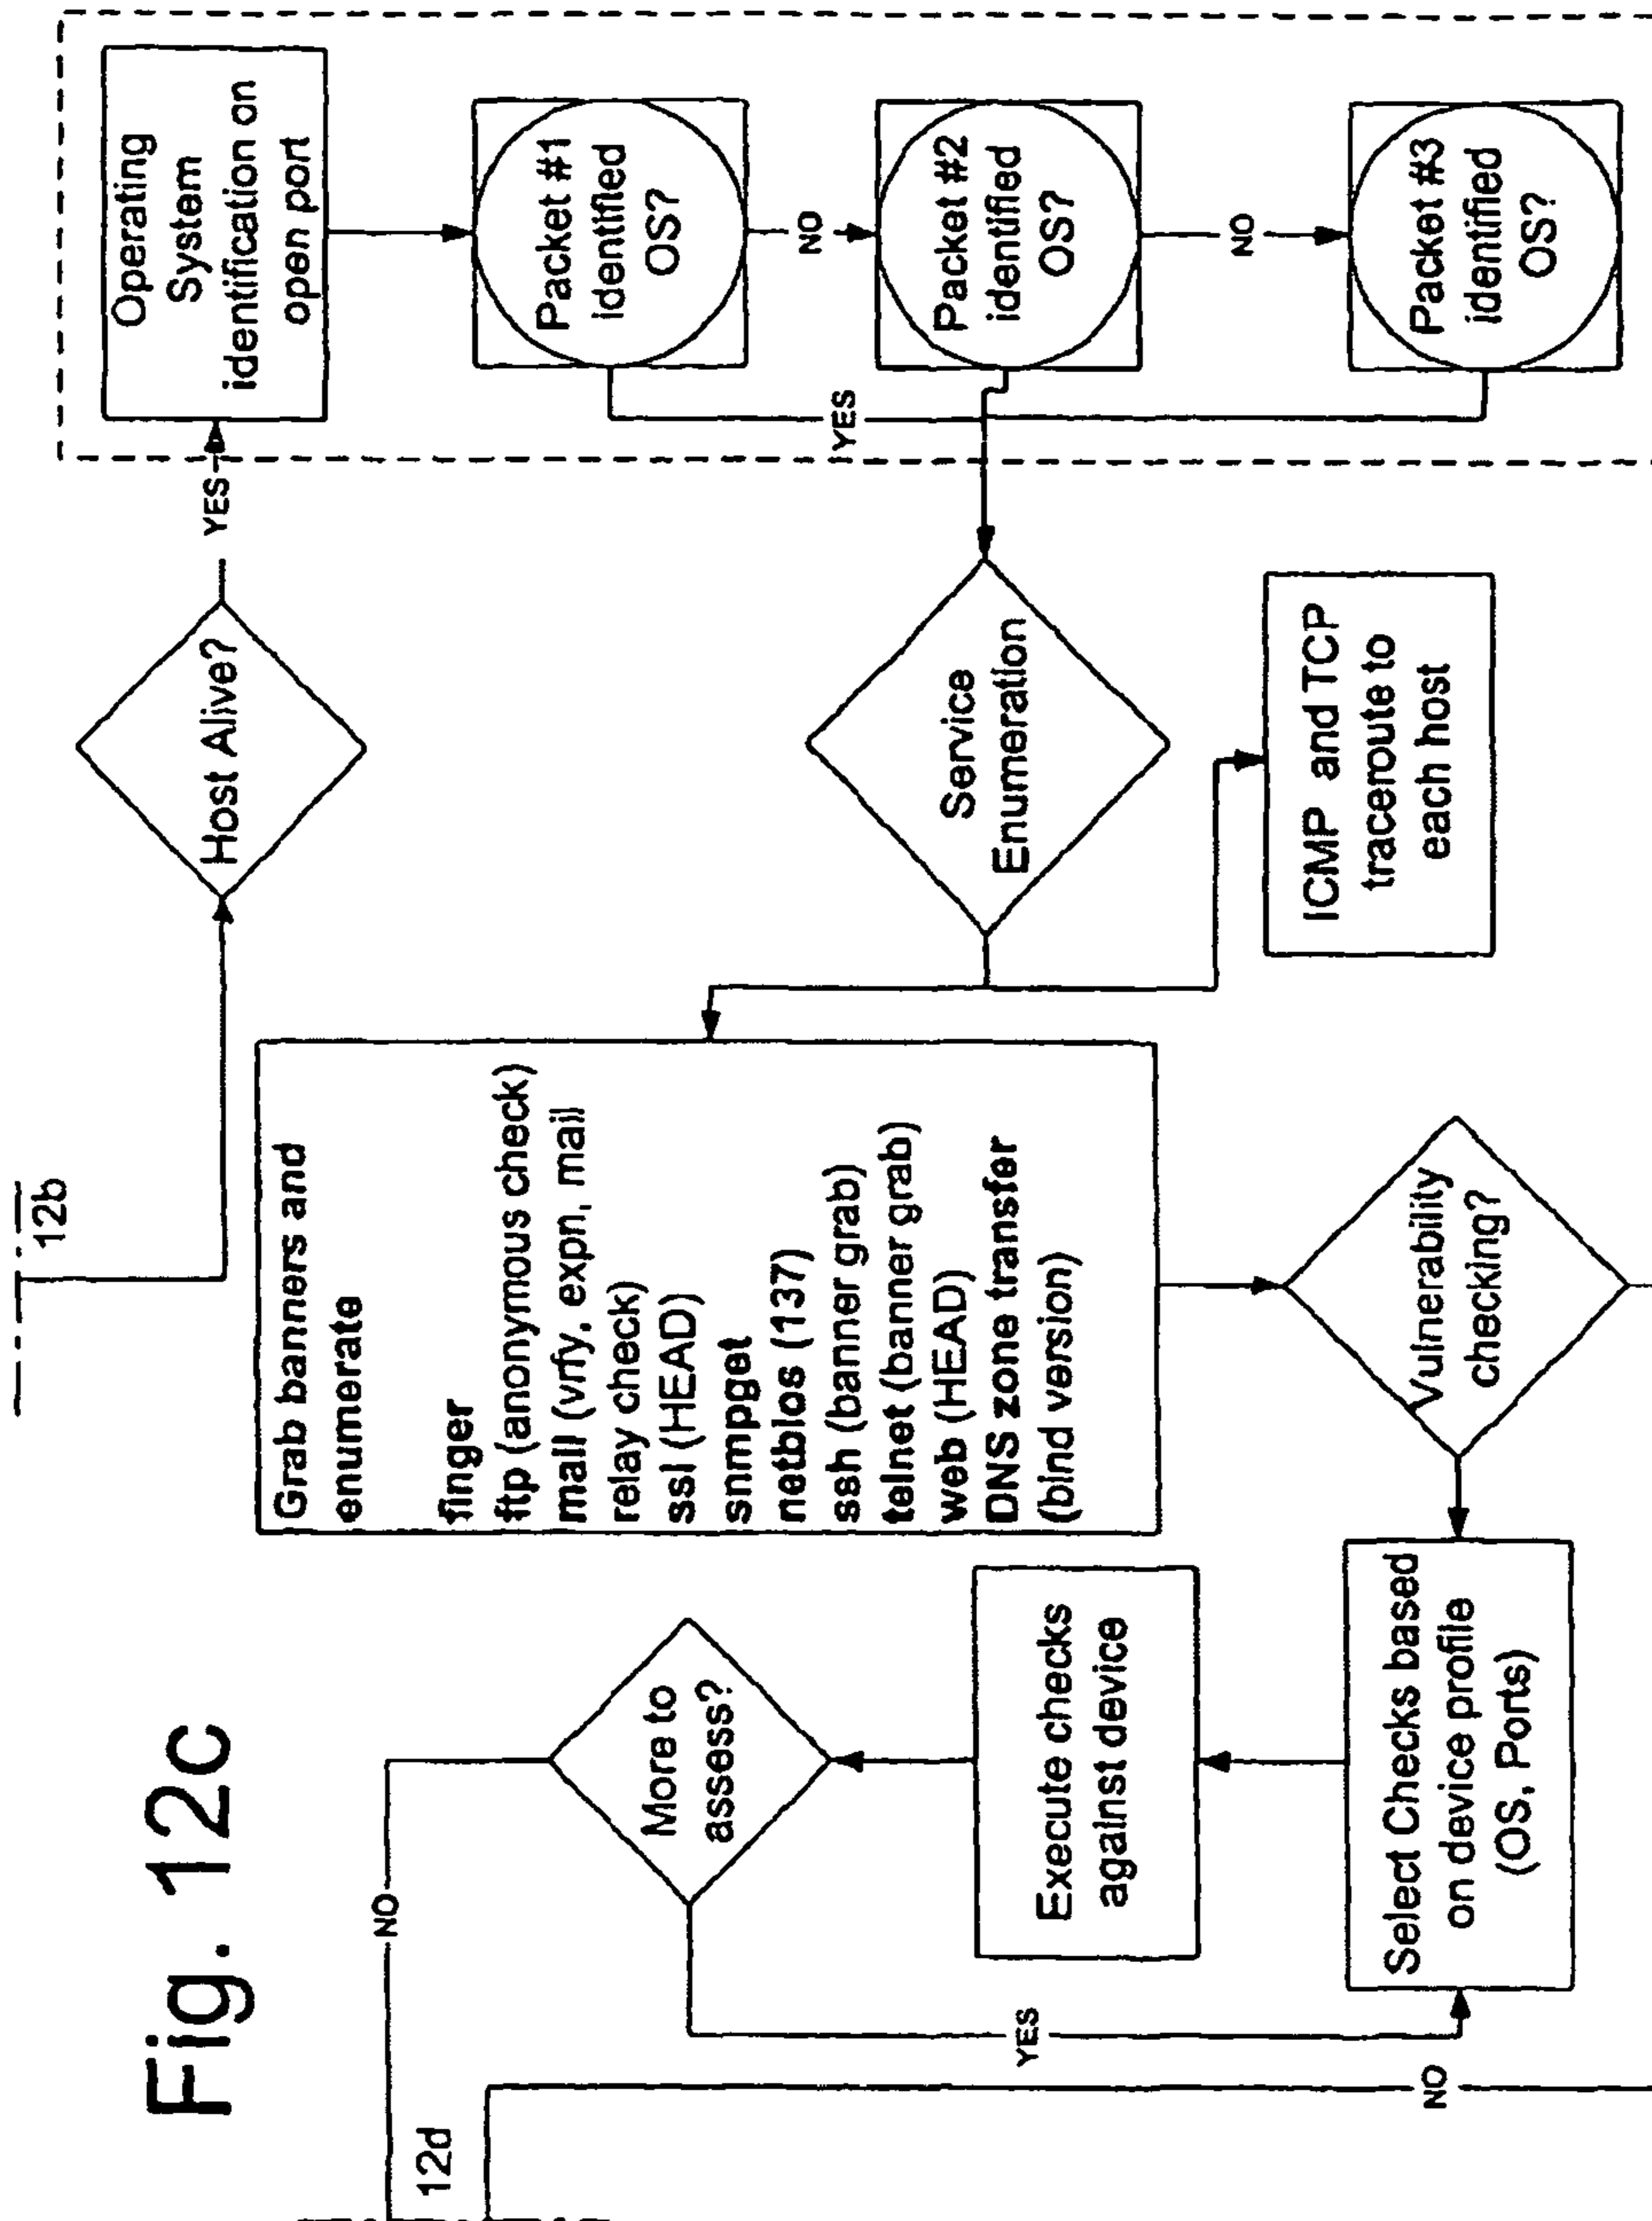 Fig. 12c
12b
Host Alive?
YES
Operating
System
identification on
open port
Packet #1
identified
OS?
NO
Packet #2
identified
OS?
NO
Packet #3
identified
OS?
YES
Service
Enumeration
ICMP and TCP
traceroute to
each host
Grab banners and
enumerate
finger
ftp (anonymous check)
mail (vrfy, expn, mail
relay check)
ssl (HEAD)
snmpget
netbios (137)
ssh (banner grab)
telnet (banner grab)
web (HEAD)
DNS zone transfer
(bind version)
Vulnerability
checking?
Select Checks based
on device profile
(OS, Ports)
Execute checks
against device
More to
assess?
NO
YES
NO
12d